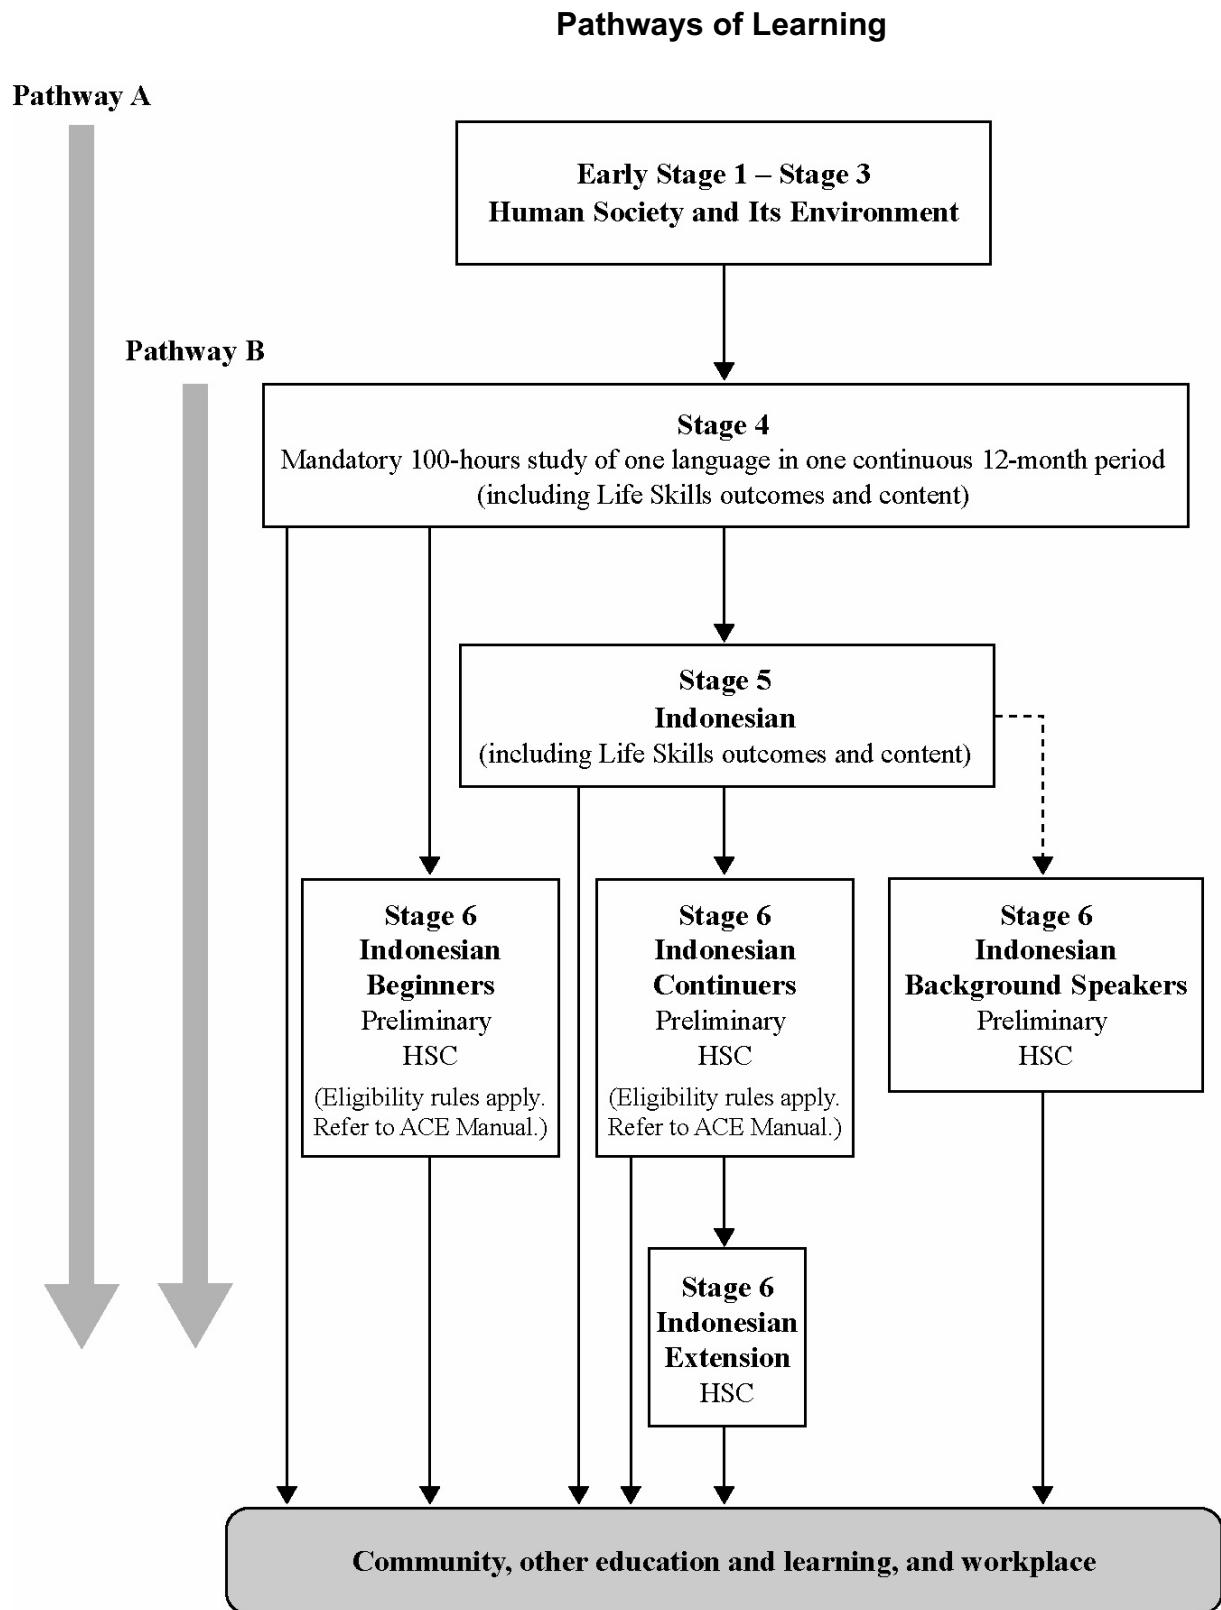 Pathways of Learning
Pathway A
Early Stage 1 – Stage 3
Human Society and Its Environment
Pathway B
Stage 4
Mandatory 100-hours study of one language in one continuous 12-month period
(including Life Skills outcomes and content)
Stage 5
Indonesian
(including Life Skills outcomes and content)
Stage 6
Indonesian
Beginners
Preliminary
HSC
(Eligibility rules apply.
Refer to ACE Manual.)
Stage 6
Indonesian
Continuers
Preliminary
HSC
(Eligibility rules apply.
Refer to ACE Manual.)
Stage 6
Indonesian
Background Speakers
Preliminary
HSC
Stage 6
Indonesian
Extension
HSC
Community, other education and learning, and workplace